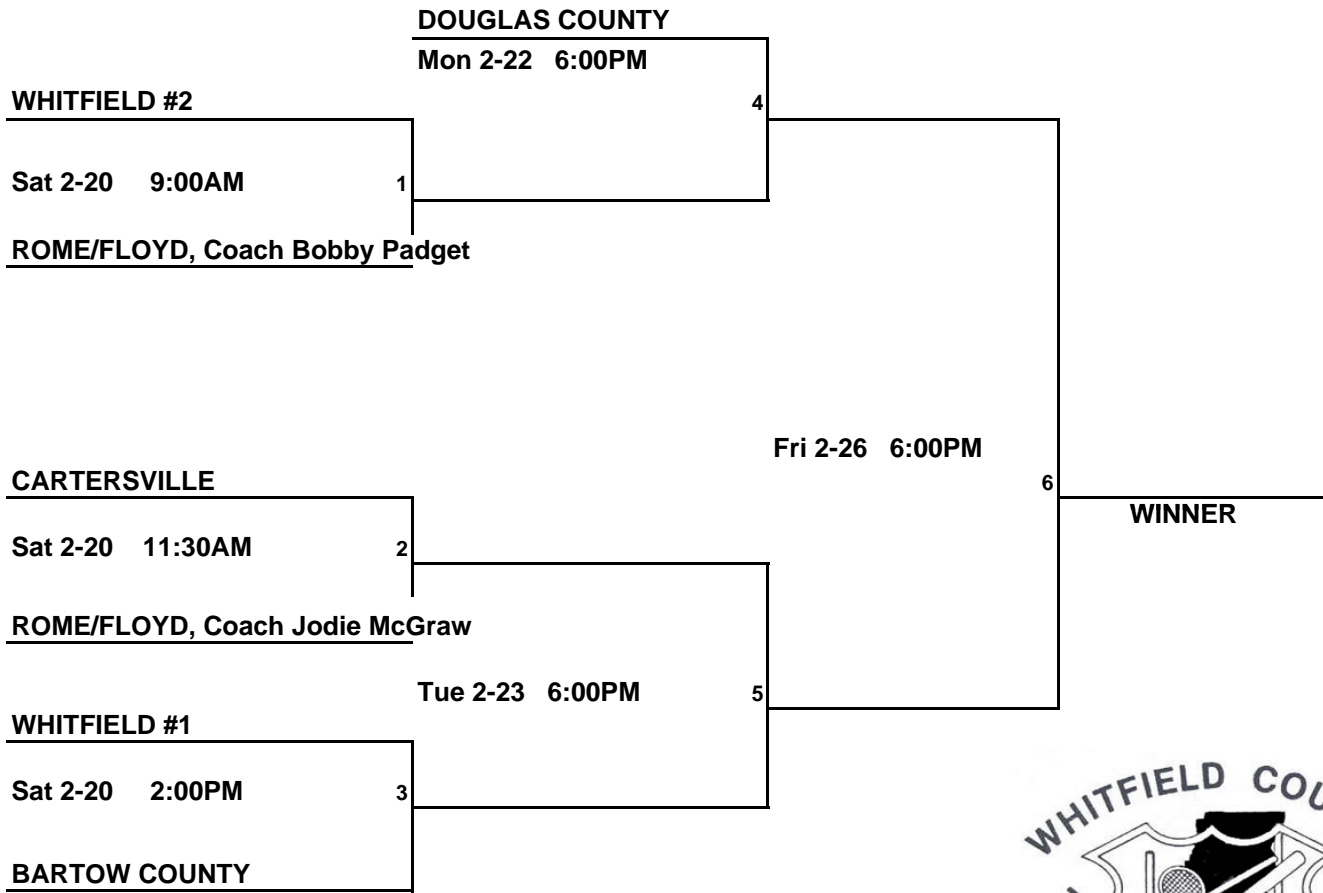 DOUGLAS COUNTY
Mon 2-22 6:00PM
WHITFIELD #2
4
Sat 2-20 9:00AM 1
ROME/FLOYD, Coach Bobby Padget
Fri 2-26 6:00PM
CARTERSVILLE
6
WINNER
Sat 2-20 11:30AM 2
ROME/FLOYD, Coach Jodie McGraw
Tue 2-23 6:00PM 5
WHITFIELD #1
Sat 2-20 2:00PM 3
WHITFIELD
BARTOW COUNTY